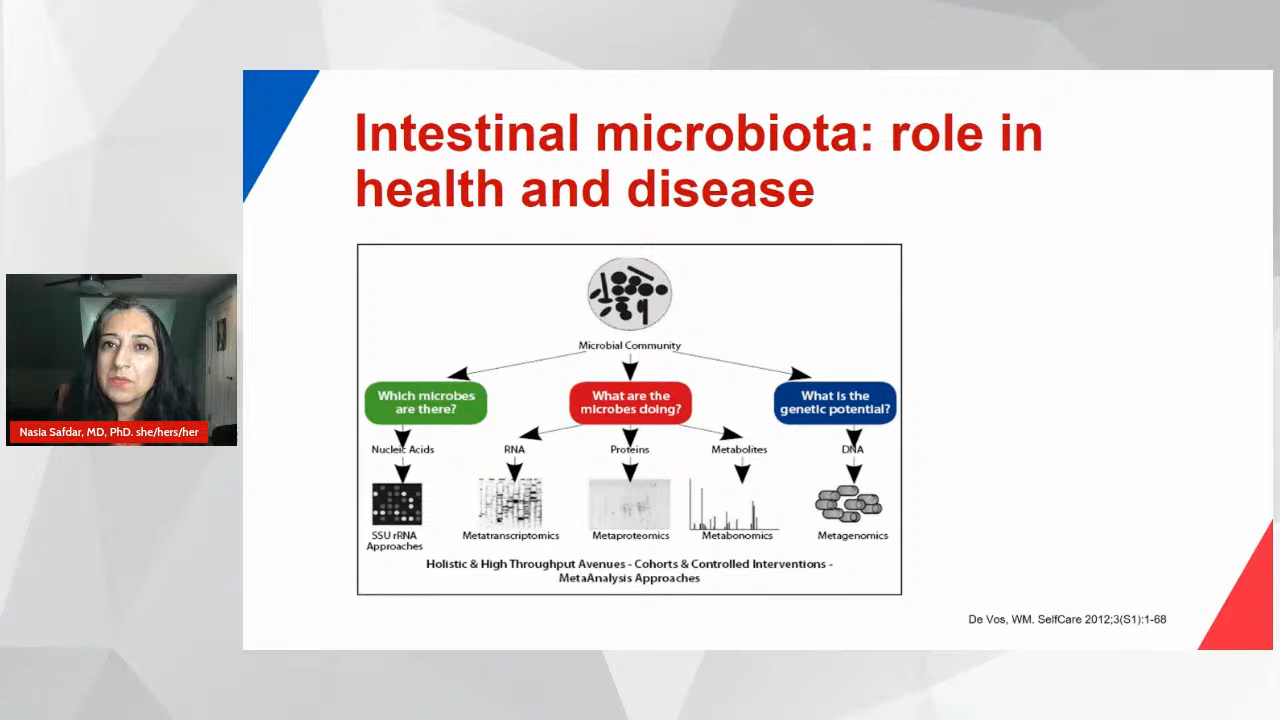 Intestinal microbiota: role in
health and disease
Microbial Community
Which microbes
are there?
What are the
microbes doing?
What is the
genetic potential?
Nucleic Acids
RNA
Proteins
Metabolites
DNA
SSU rRNA
Approaches
Metatranscriptomics
Metaproteomics
Metabonomics
Metagenomics
Holistic & High Throughput Avenues - Cohorts & Controlled Interventions -
MetaAnalysis Approaches
De Vos, WM. SelfCare 2012;3(S1):1-68
Nasia Safdar, MD, PhD. she/hers/her